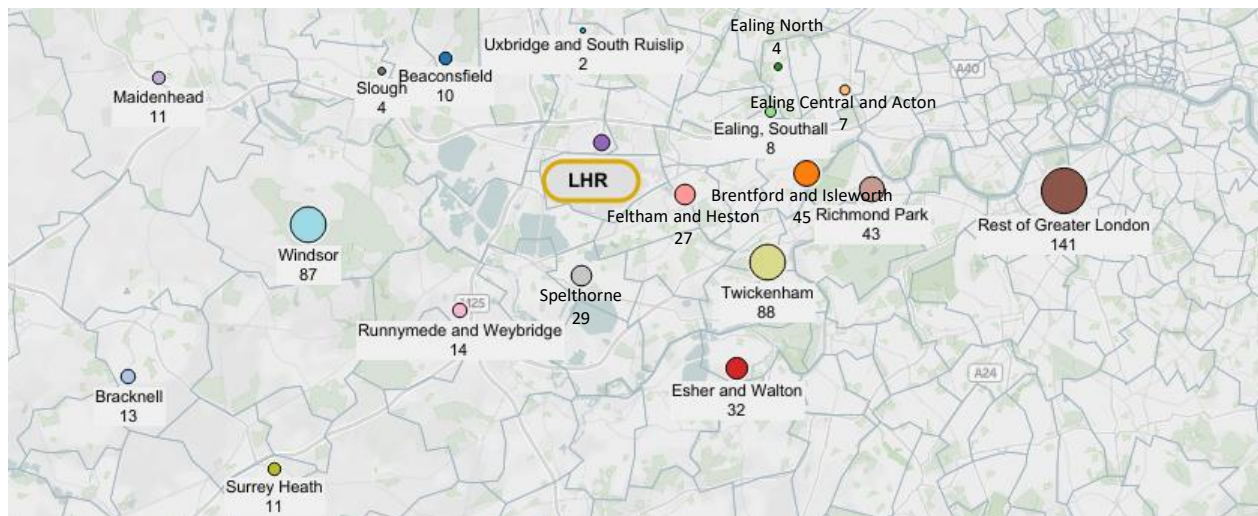 Ealing North
4
Uxbridge and South Ruislip
2
A40
Maidenhead
11
Slough
4
Beaconsfield
10
Ealing Central and Acton
7
Ealing, Southall
8
LHR
Brentford and Isleworth
45
Feltham and Heston
27
Richmond Park
43
Rest of Greater London
141
Windsor
87
Spelthorne
29
Twickenham
88
M25
Runnymede and Weybridge
14
Esher and Walton
32
A24
Bracknell
13
Surrey Heath
11